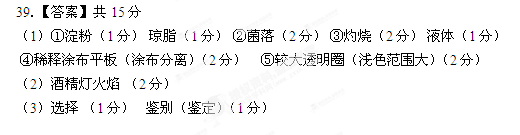 39.【答案】共 15 分
（1）①淀粉（1 分） 琼脂（1 分） ②菌落（2 分） ③灼烧（2 分） 液体（1 分）
④稀释涂布平板（涂布分离）（2 分） ⑤较大透明圈（浅色范围大）（2 分）
（2）酒精灯火焰 （2 分）
（3）选择 （1 分） 鉴别（鉴定）（1 分）